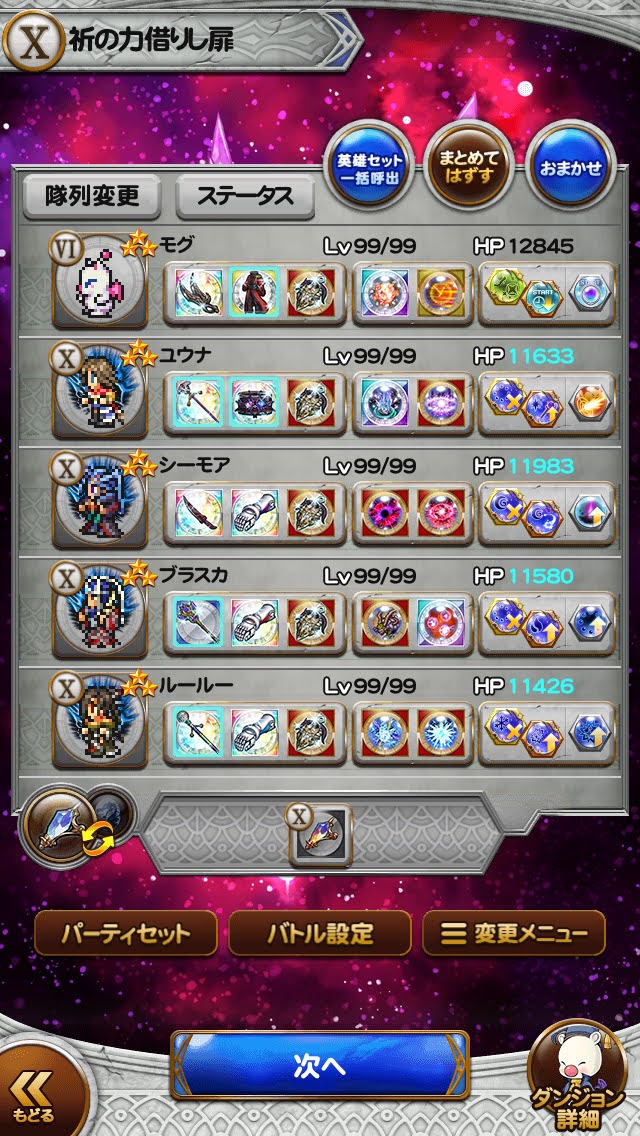 X 祈の力借りし扉
英雄セット
一括呼出
まとめて
はずす
おまかせ
隊列変更
ステータス
VI モグ Lv99/99 HP12845
START
X ユウナ Lv99/99 HP11633
X シーモア Lv99/99 HP11983
X ブラスカ Lv99/99 HP11580
X ルールー Lv99/99 HP11426
X
パーティセット
バトル設定
変更メニュー
次へ
もどる
ダンジョン
詳細